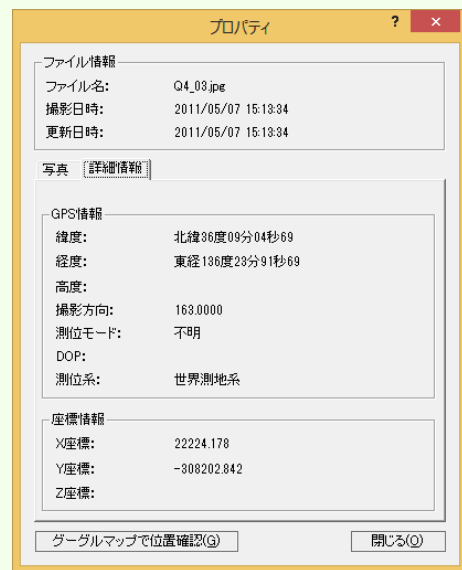 プロパティ
? ×
ファイル情報
ファイル名: Q4_03.jpg
撮影日時: 2011/05/07 15:13:34
更新日時: 2011/05/07 15:13:34
写真 詳細情報
GPS情報
緯度: 北緯36度09分04秒69
経度: 東経136度23分91秒69
高度:
撮影方向: 163.0000
測位モード: 不明
DOP:
測位系: 世界測地系
座標情報
X座標: 22224.178
Y座標: -308202.842
Z座標:
グーグルマップで位置確認(G) 閉じる(O)